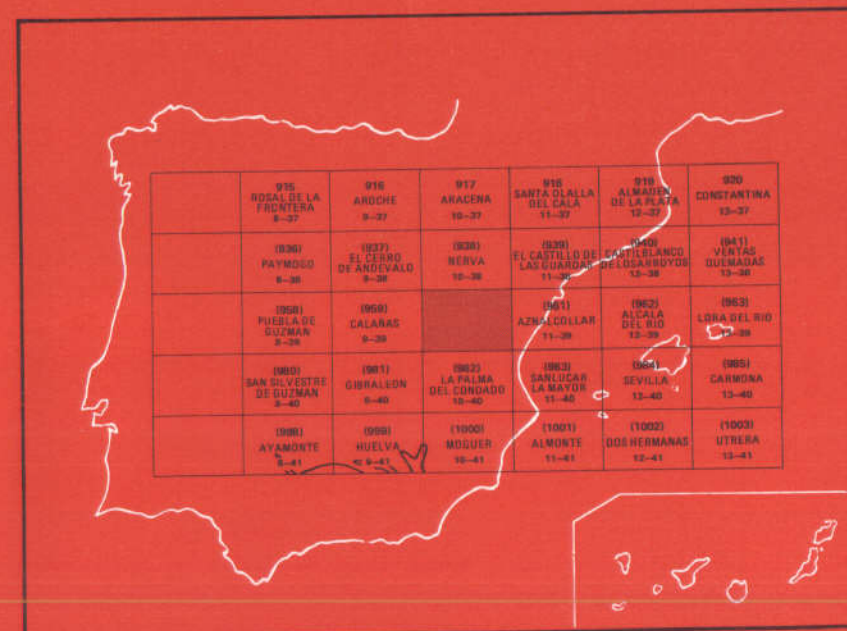 915
ROSAL DE LA
FRONTERA
8—37
916
AROCHE
9—37
917
ARACENA
10—37
918
SANTA OLALLA
DEL CALA
11—37
919
ALMADEN
DE LA PLATA
12—37
920
CONSTANTINA
13—37
(936)
PAYMOGO
8—38
(937)
EL CERRO
DE ANDEVALO
9—38
(938)
NERVA
10—38
(939)
EL CASTILLO DE
LAS GUARDAS
11—38
(940)
CASTILBLANCO
DE LOS ARROYOS
12—38
(941)
VENTAS
QUEMADAS
13—38
(958)
PUEBLA DE
GUZMAN
8—39
(959)
CALAÑAS
9—39
(961)
AZNALCOLLAR
11—39
(962)
ALCALA
DEL RIO
12—39
(963)
LORA DEL RIO
13—39
(980)
SAN SILVESTRE
DE GUZMAN
8—40
(981)
GIBRALEON
9—40
(982)
LA PALMA
DEL CONDADO
10—40
(983)
SANLUCAR
LA MAYOR
11—40
(984)
SEVILLA
12—40
(985)
CARMONA
13—40
(998)
AYAMONTE
8—41
(999)
HUELVA
9—41
(1000)
MOGUER
10—41
(1001)
ALMONTE
11—41
(1002)
DOS HERMANAS
12—41
(1003)
UTRERA
13—41